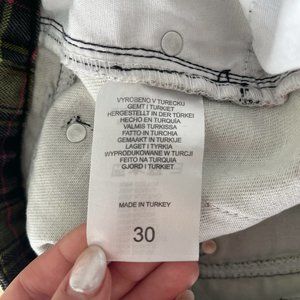 VYROBENO V TURECKU
GEMT I TURKIET
HERGESTELLT IN DER TÜRKEI
HECHO EN TURQUÍA
VALMIS TURKISSA
FATTO IN TURCHIA
GEMAAKT IN TURKIJE
LAGET I TYRKIA
WYPRODUKOWANE W TURCJI
FEITO NA TURQUIA
GJORD I TURKIET
MADE IN TURKEY
30